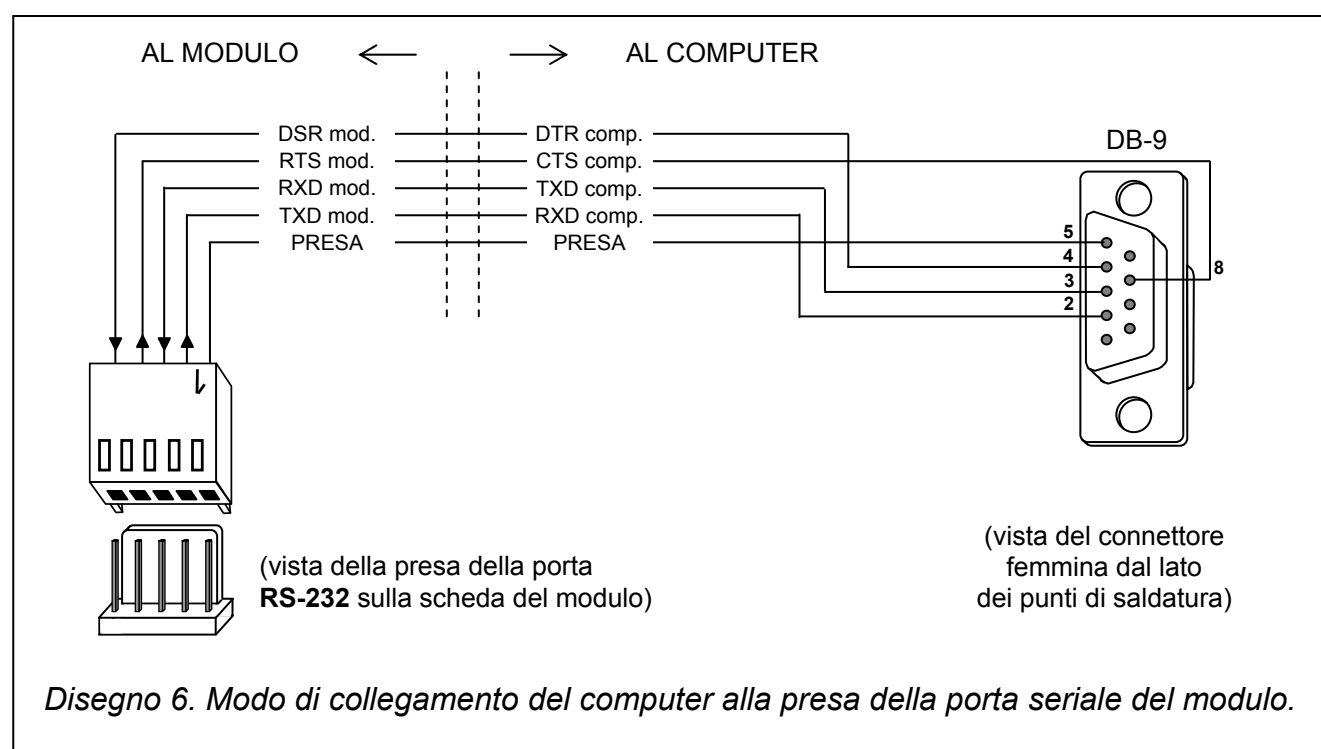 AL MODULO
AL COMPUTER
DSR mod.
DTR comp.
RTS mod.
CTS comp.
RXD mod.
TXD comp.
TXD mod.
RXD comp.
PRESA
PRESA
DB-9
5
4
3
2
8
(vista della presa della porta
RS-232 sulla scheda del modulo)
(vista del connettore
femmina dal lato
dei punti di saldatura)
Disegno 6. Modo di collegamento del computer alla presa della porta seriale del modulo.